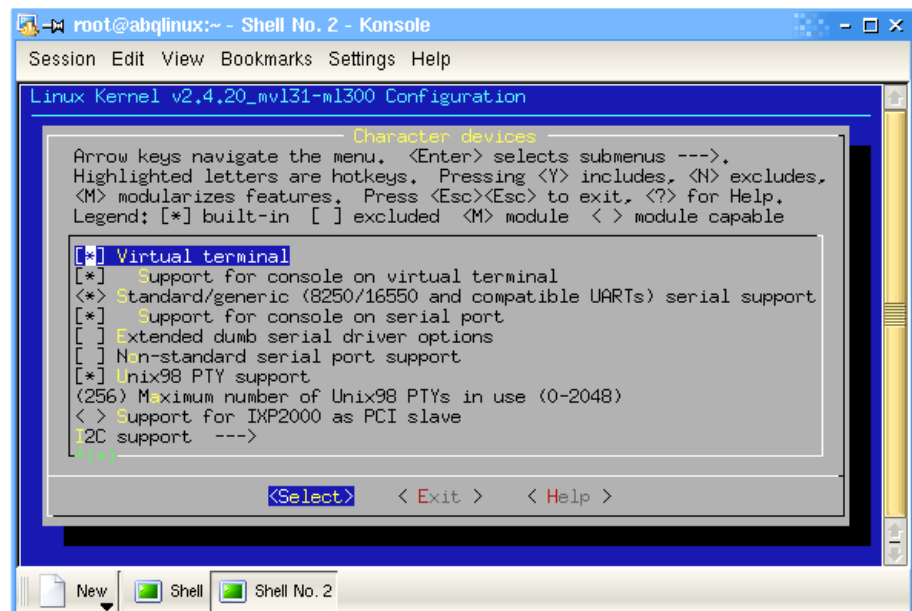 root@abqlinux:~ - Shell No. 2 - Konsole
Session Edit View Bookmarks Settings Help
Linux Kernel v2.4.20_mvl31-ml300 Configuration
Character devices
Arrow keys navigate the menu. <Enter> selects submenus --->.
Highlighted letters are hotkeys. Pressing <Y> includes, <N> excludes,
<M> modularizes features. Press <Esc><Esc> to exit, <?> for Help.
Legend: [*] built-in [ ] excluded <M> module < > module capable
[*] Virtual terminal
[*] Support for console on virtual terminal
<*> Standard/generic (8250/16550 and compatible UARTs) serial support
[*] Support for console on serial port
[ ] Extended dumb serial driver options
[ ] Non-standard serial port support
[*] Unix98 PTY support
(256) Maximum number of Unix98 PTYs in use (0-2048)
< > Support for IXP2000 as PCI slave
I2C support --->
(+)
<Select> < Exit > < Help >
New Shell Shell No. 2